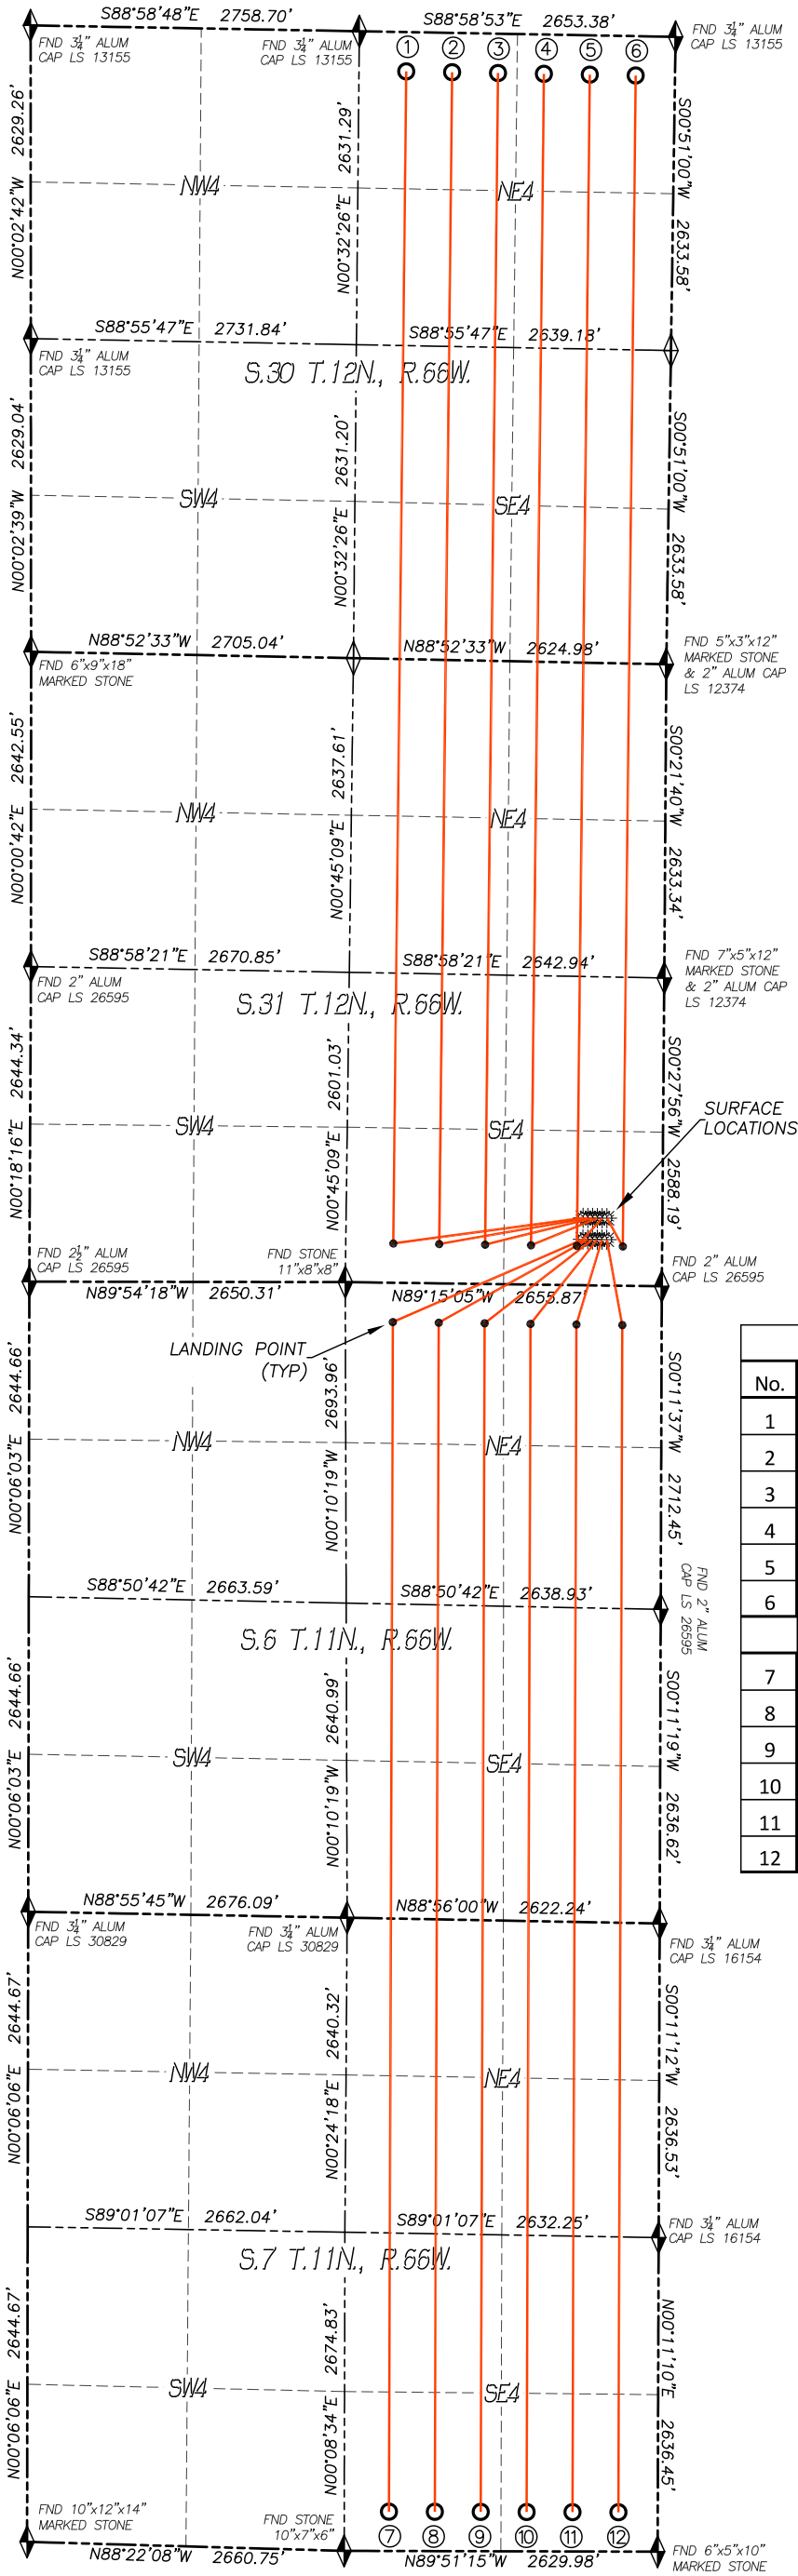 S88°58'48"E 2758.70'
S88°58'53"E 2653.38'
FND 3¼" ALUM
CAP LS 13155
FND 3¼" ALUM
CAP LS 13155
1 2 3 4 5 6
FND 3¼" ALUM
CAP LS 13155
N00°02'42"W 2629.26'
N00°32'26"E 2631.29'
S00°51'00"W 2633.58'
NW4
NE4
S88°55'47"E 2731.84'
S88°55'47"E 2639.18'
FND 3¼" ALUM
CAP LS 13155
S.30 T.12N., R.66W.
N00°02'39"W 2629.04'
N00°32'26"E 2631.20'
S00°51'00"W 2633.58'
SW4
SE4
N88°52'33"W 2705.04'
N88°52'33"W 2624.98'
FND 6"x9"x18"
MARKED STONE
FND 5"x3"x12"
MARKED STONE
& 2" ALUM CAP
LS 12374
N00°00'42"E 2642.55'
N00°45'09"E 2637.61'
S00°21'40"W 2633.34'
NW4
NE4
S88°58'21"E 2670.85'
S88°58'21"E 2642.94'
FND 2" ALUM
CAP LS 26595
FND 7"x5"x12"
MARKED STONE
& 2" ALUM CAP
LS 12374
S.31 T.12N., R.66W.
N00°18'16"E 2644.34'
N00°45'09"E 2601.03'
S00°27'56"W 2588.19'
SW4
SE4
SURFACE
LOCATIONS
FND 2½" ALUM
CAP LS 26595
FND STONE
11"x8"x8"
FND 2" ALUM
CAP LS 26595
N89°54'18"W 2650.31'
N89°15'05"W 2655.87'
LANDING POINT
(TYP)
N00°06'03"E 2644.66'
N00°10'19"W 2693.96'
S00°11'37"W 2712.45'
NW4
NE4
No.
1
2
3
4
5
6
7
8
9
10
11
12
S88°50'42"E 2663.59'
S88°50'42"E 2638.93'
FND 2" ALUM
CAP LS 26595
S.6 T.11N., R.66W.
N00°06'03"E 2644.66'
N00°10'19"W 2640.99'
S00°11'19"W 2636.62'
SW4
SE4
N88°55'45"W 2676.09'
N88°56'00"W 2622.24'
FND 3¼" ALUM
CAP LS 30829
FND 3¼" ALUM
CAP LS 30829
FND 3¼" ALUM
CAP LS 16154
N00°06'06"E 2644.67'
N00°24'18"E 2640.32'
S00°11'12"W 2636.53'
NW4
NE4
S89°01'07"E 2662.04'
S89°01'07"E 2632.25'
FND 3¼" ALUM
CAP LS 16154
S.7 T.11N., R.66W.
N00°06'06"E 2644.67'
N00°08'34"E 2674.83'
N00°11'10"E 2636.45'
SW4
SE4
FND 10"x12"x14"
MARKED STONE
FND STONE
10"x7"x6"
7 8 9 10 11 12
FND 6"x5"x10"
MARKED STONE
N88°22'08"W 2660.75'
N89°51'15"W 2629.98'